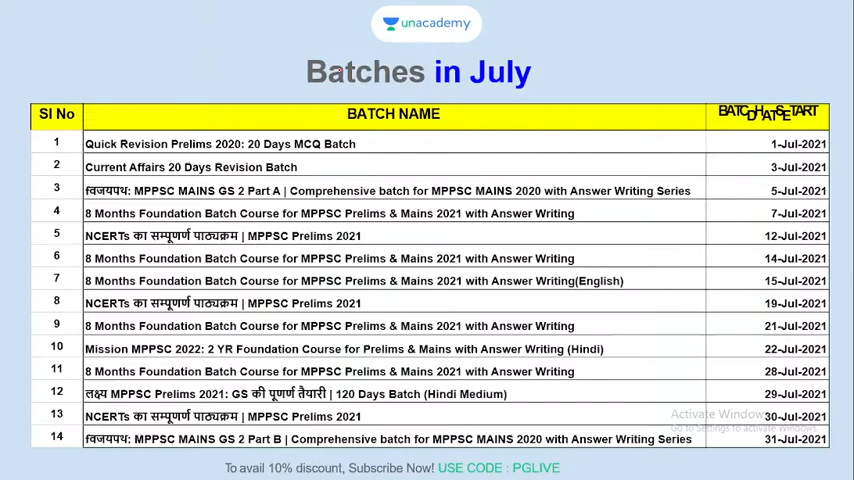 unacademy
Batches in July
SI No BATCH NAME
1 Quick Revision Prelims 2020: 20 Days MCQ Batch 1-Jul-2021
2 Current Affairs 20 Days Revision Batch 3-Jul-2021
3 विजयपथ: MPPSC MAINS GS 2 Part A | Comprehensive batch for MPPSC MAINS 2020 with Answer Writing Series 5-Jul-2021
4 8 Months Foundation Batch Course for MPPSC Prelims & Mains 2021 with Answer Writing 7-Jul-2021
5 NCERTs का सम्पूणर्ण पाठ्यक्रम | MPPSC Prelims 2021 12-Jul-2021
6 8 Months Foundation Batch Course for MPPSC Prelims & Mains 2021 with Answer Writing 14-Jul-2021
7 8 Months Foundation Batch Course for MPPSC Prelims & Mains 2021 with Answer Writing(English) 15-Jul-2021
8 NCERTs का सम्पूणर्ण पाठ्यक्रम | MPPSC Prelims 2021 19-Jul-2021
9 8 Months Foundation Batch Course for MPPSC Prelims & Mains 2021 with Answer Writing 21-Jul-2021
10 Mission MPPSC 2022: 2 YR Foundation Course for Prelims & Mains with Answer Writing (Hindi) 22-Jul-2021
11 8 Months Foundation Batch Course for MPPSC Prelims & Mains 2021 with Answer Writing 28-Jul-2021
12 लक्ष्य MPPSC Prelims 2021: GS की पूणर्ण तैयारी | 120 Days Batch (Hindi Medium) 29-Jul-2021
13 NCERTs का सम्पूणर्ण पाठ्यक्रम | MPPSC Prelims 2021 30-Jul-2021
14 विजयपथ: MPPSC MAINS GS 2 Part B | Comprehensive batch for MPPSC MAINS 2020 with Answer Writing Series 31-Jul-2021
Activate Windows
Go to Settings to activate Windows.
To avail 10% discount, Subscribe Now! USE CODE : PGLIVE